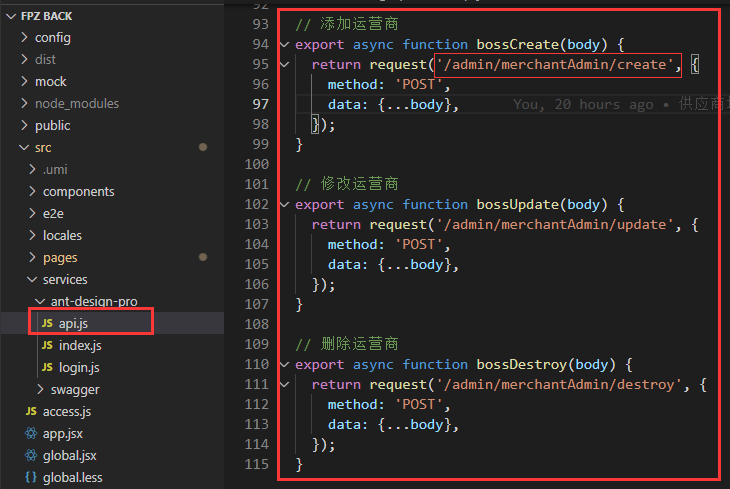 FPZ BACK
config
dist
mock
node_modules
public
src
.umi
components
e2e
locales
pages
services
ant-design-pro
JS api.js
JS index.js
JS login.js
swagger
JS access.js
app.jsx
global.jsx
{} global.less
92
93 // 添加运营商
94 export async function bossCreate(body) {
95 return request('/admin/merchantAdmin/create', {
96 method: 'POST',
97 data: {...body}, You, 20 hours ago • 供应商
98 });
99 }
100
101 // 修改运营商
102 export async function bossUpdate(body) {
103 return request('/admin/merchantAdmin/update', {
104 method: 'POST',
105 data: {...body},
106 });
107 }
108
109 // 删除运营商
110 export async function bossDestroy(body) {
111 return request('/admin/merchantAdmin/destroy', {
112 method: 'POST',
113 data: {...body},
114 });
115 }